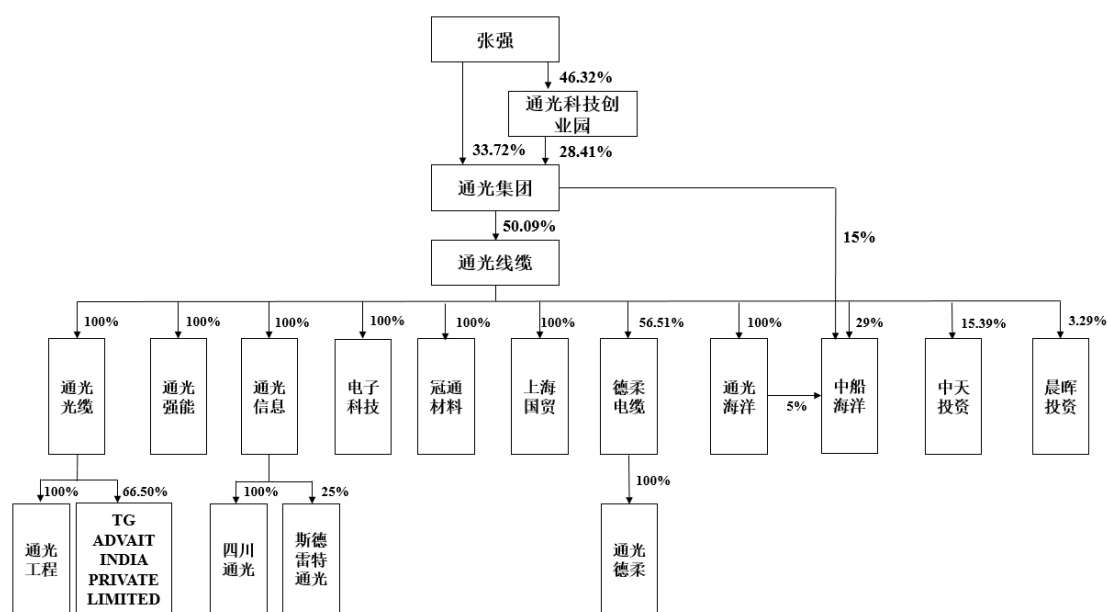 张强
46.32%
通光科技创
业园
33.72%
28.41%
通光集团
50.09%
15%
通光线缆
100%
100%
100%
100%
100%
100%
56.51%
100%
29%
15.39%
3.29%
通光
光缆
通光
强能
通光
信息
电子
科技
冠通
材料
上海
国贸
德柔
电缆
通光
海洋
5%
中船
海洋
中天
投资
晨晖
投资
100%
66.50%
100%
25%
100%
通光
工程
TG
ADVAIT
INDIA
PRIVATE
LIMITED
四川
通光
斯德
雷特
通光
通光
德柔